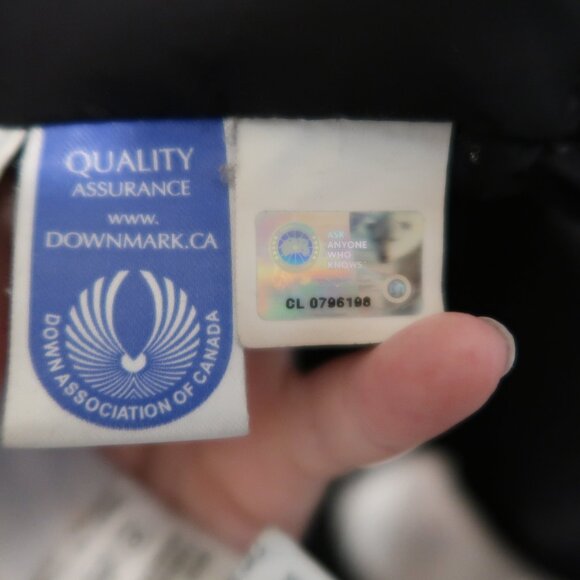 QUALITY
ASSURANCE
www.
DOWNMARK.CA
DOWN ASSOCIATION OF CANADA
ASK
ANYONE
WHO
KNOWS
CL 0796198